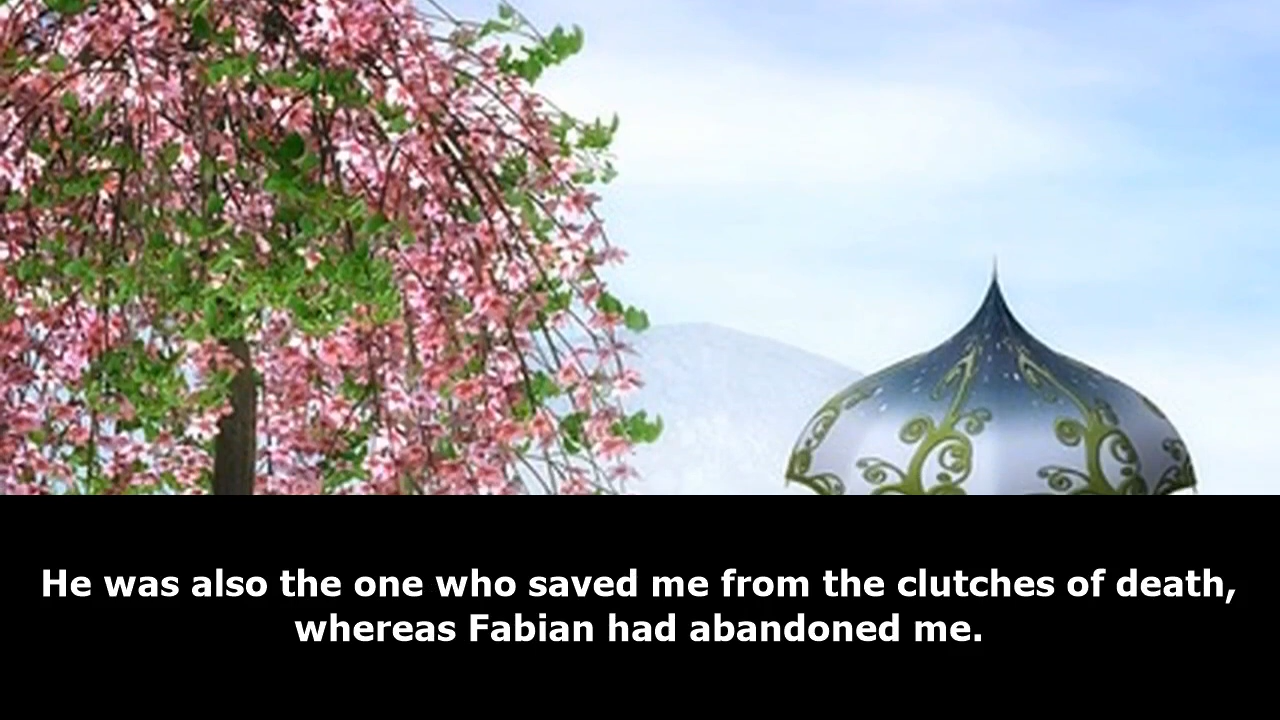 He was also the one who saved me from the clutches of death,
whereas Fabian had abandoned me.